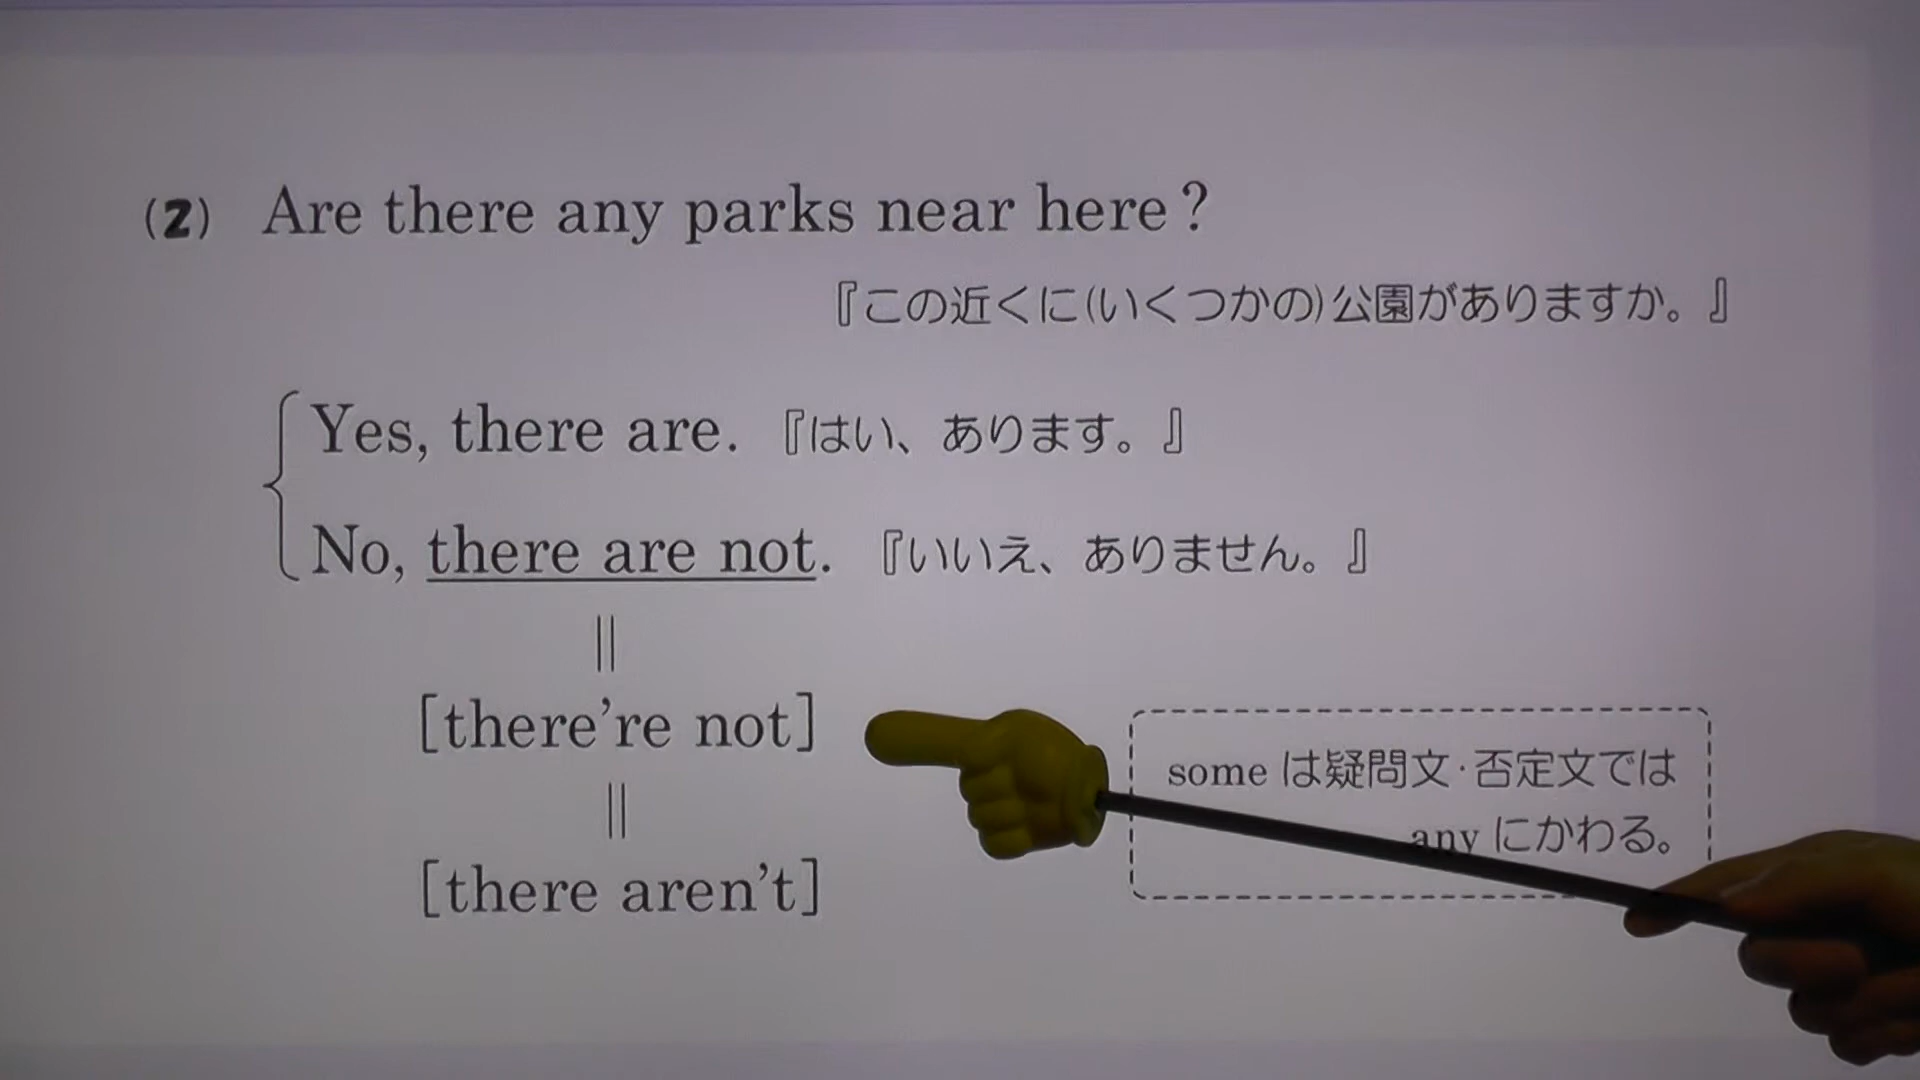 (2) Are there any parks near here?
『この近くに(いくつかの)公園がありますか。』
Yes, there are. 『はい、あります。』
No, there are not. 『いいえ、ありません。』
||
[there're not]
||
[there aren't]
some は疑問文·否定文では
any にかわる。